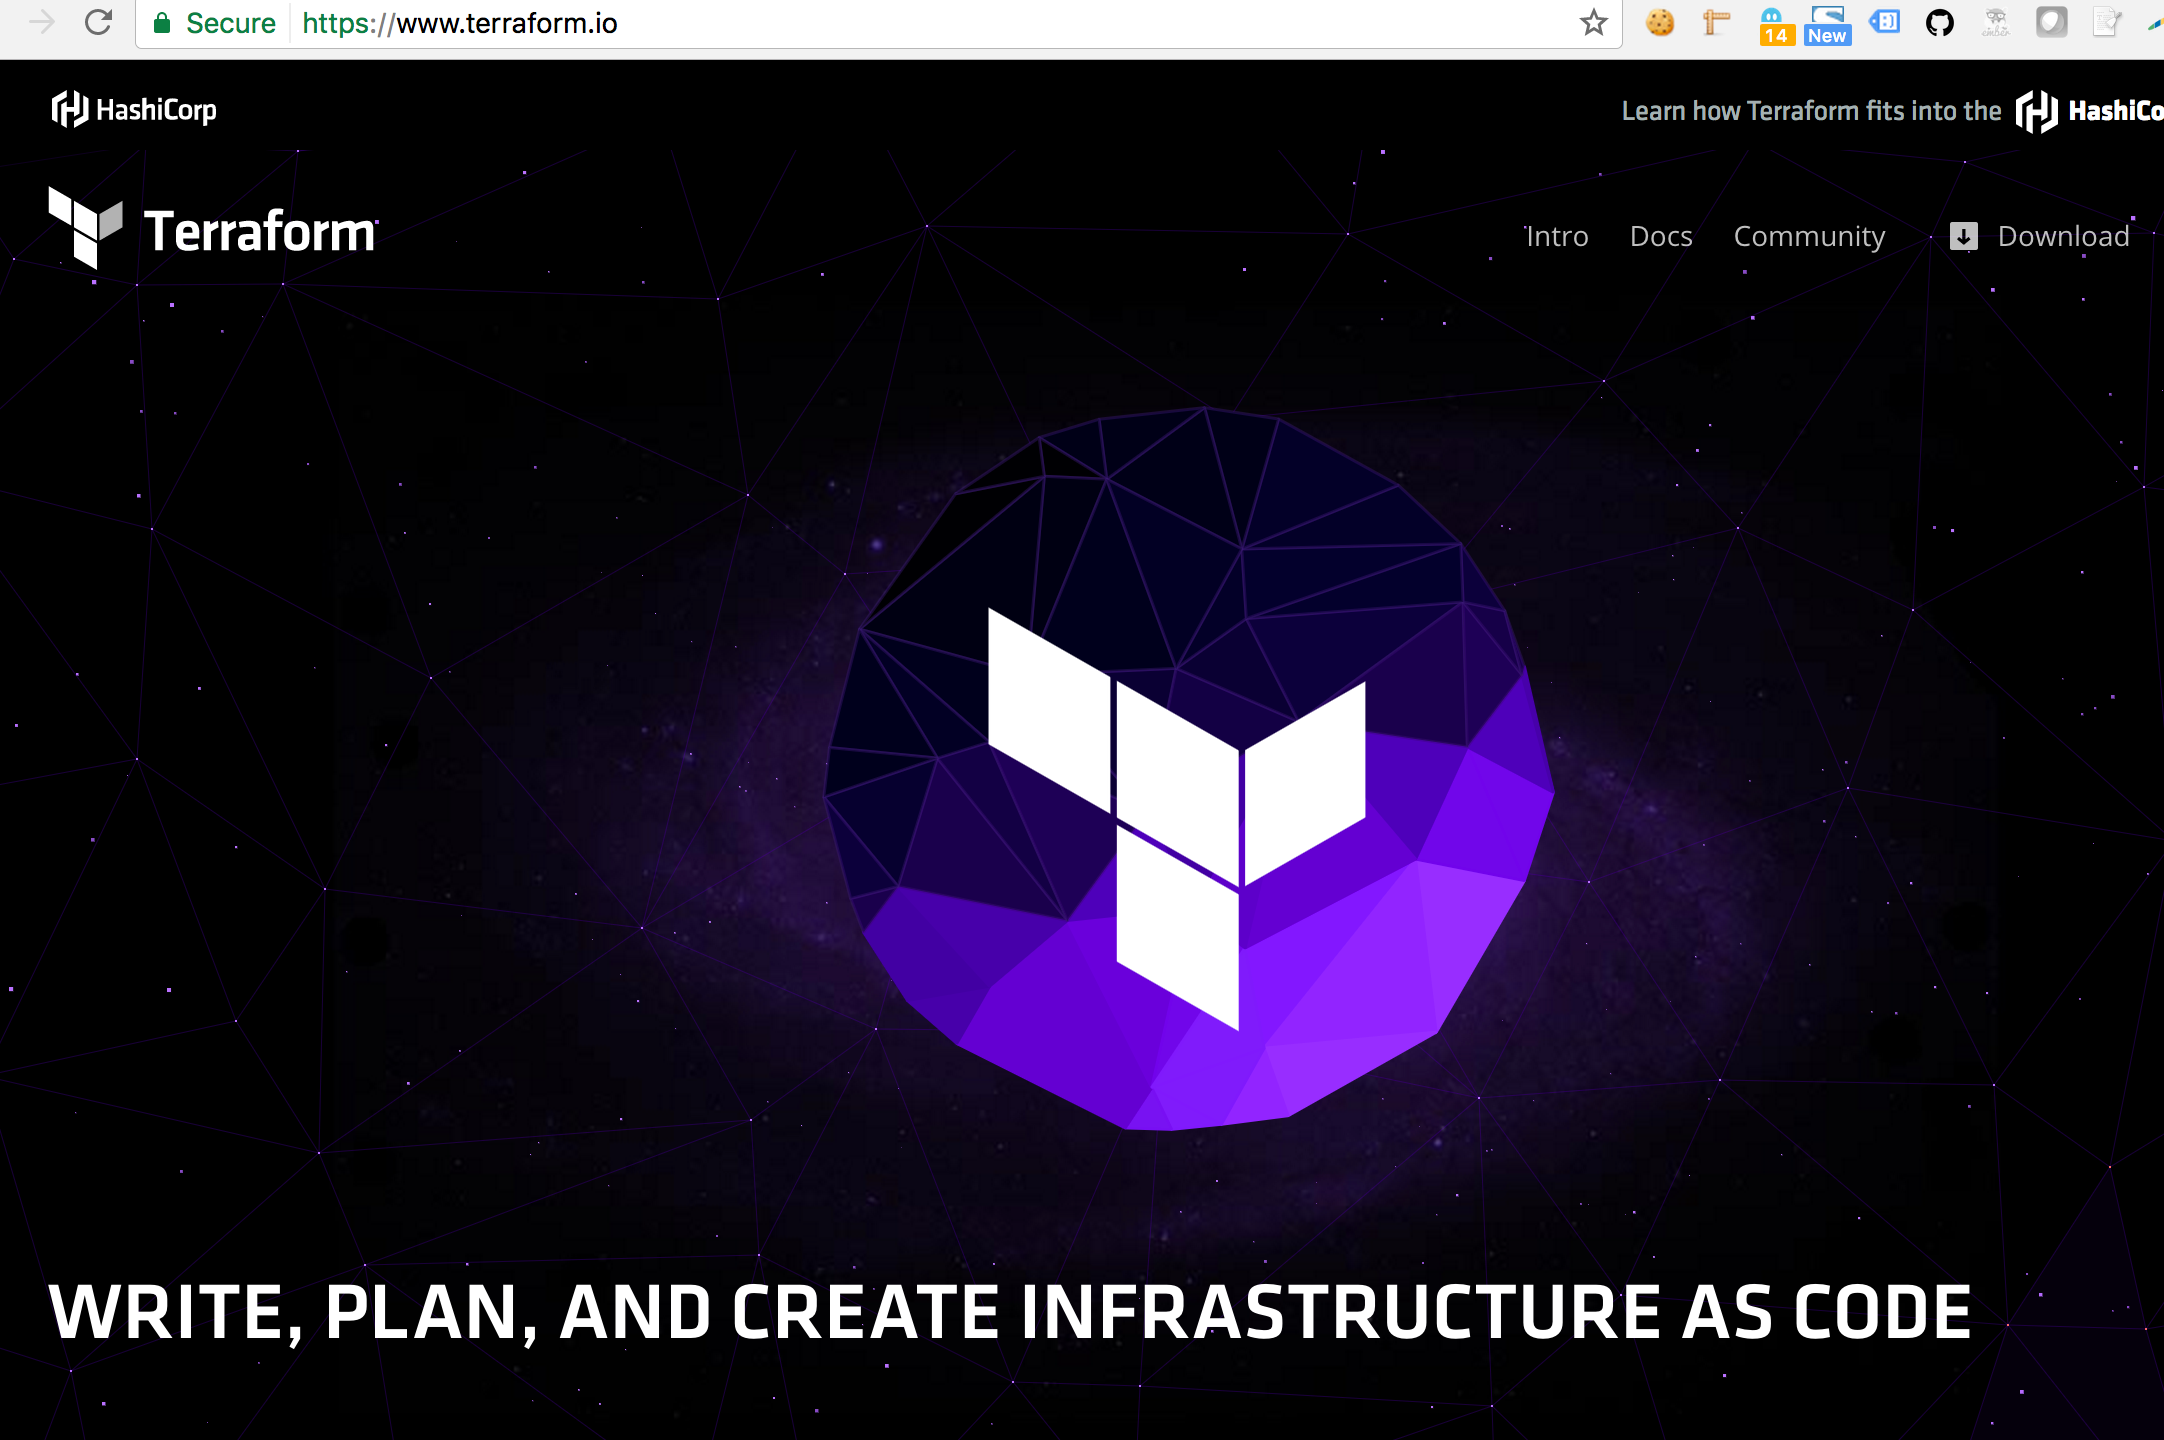 Secure https://www.terraform.io
14 New
HashiCorp
Learn how Terraform fits into the HashiCo
Terraform
Intro Docs Community Download
WRITE, PLAN, AND CREATE INFRASTRUCTURE AS CODE